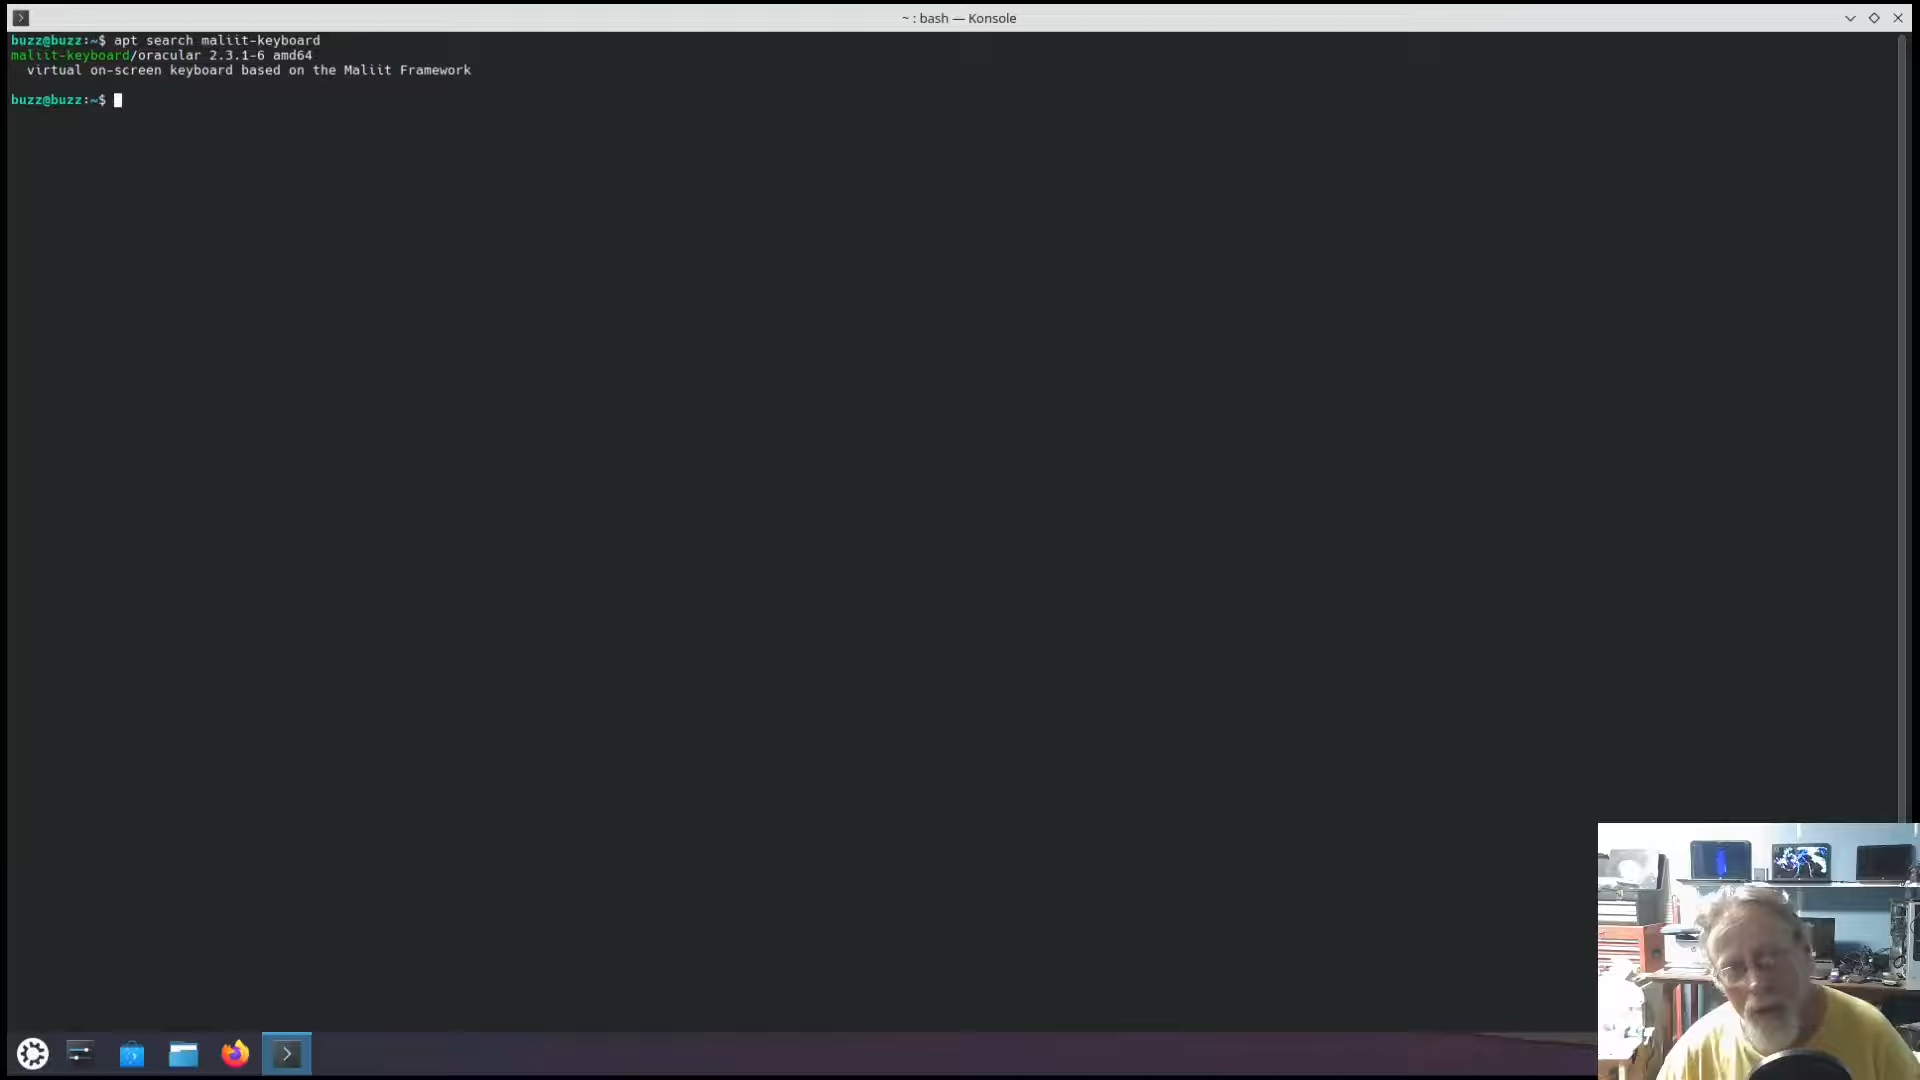 ~ : bash — Konsole
buzz@buzz:~$ apt search maliit-keyboard
maliit-keyboard/oracular 2.3.1-6 amd64
virtual on-screen keyboard based on the Maliit Framework
buzz@buzz:~$